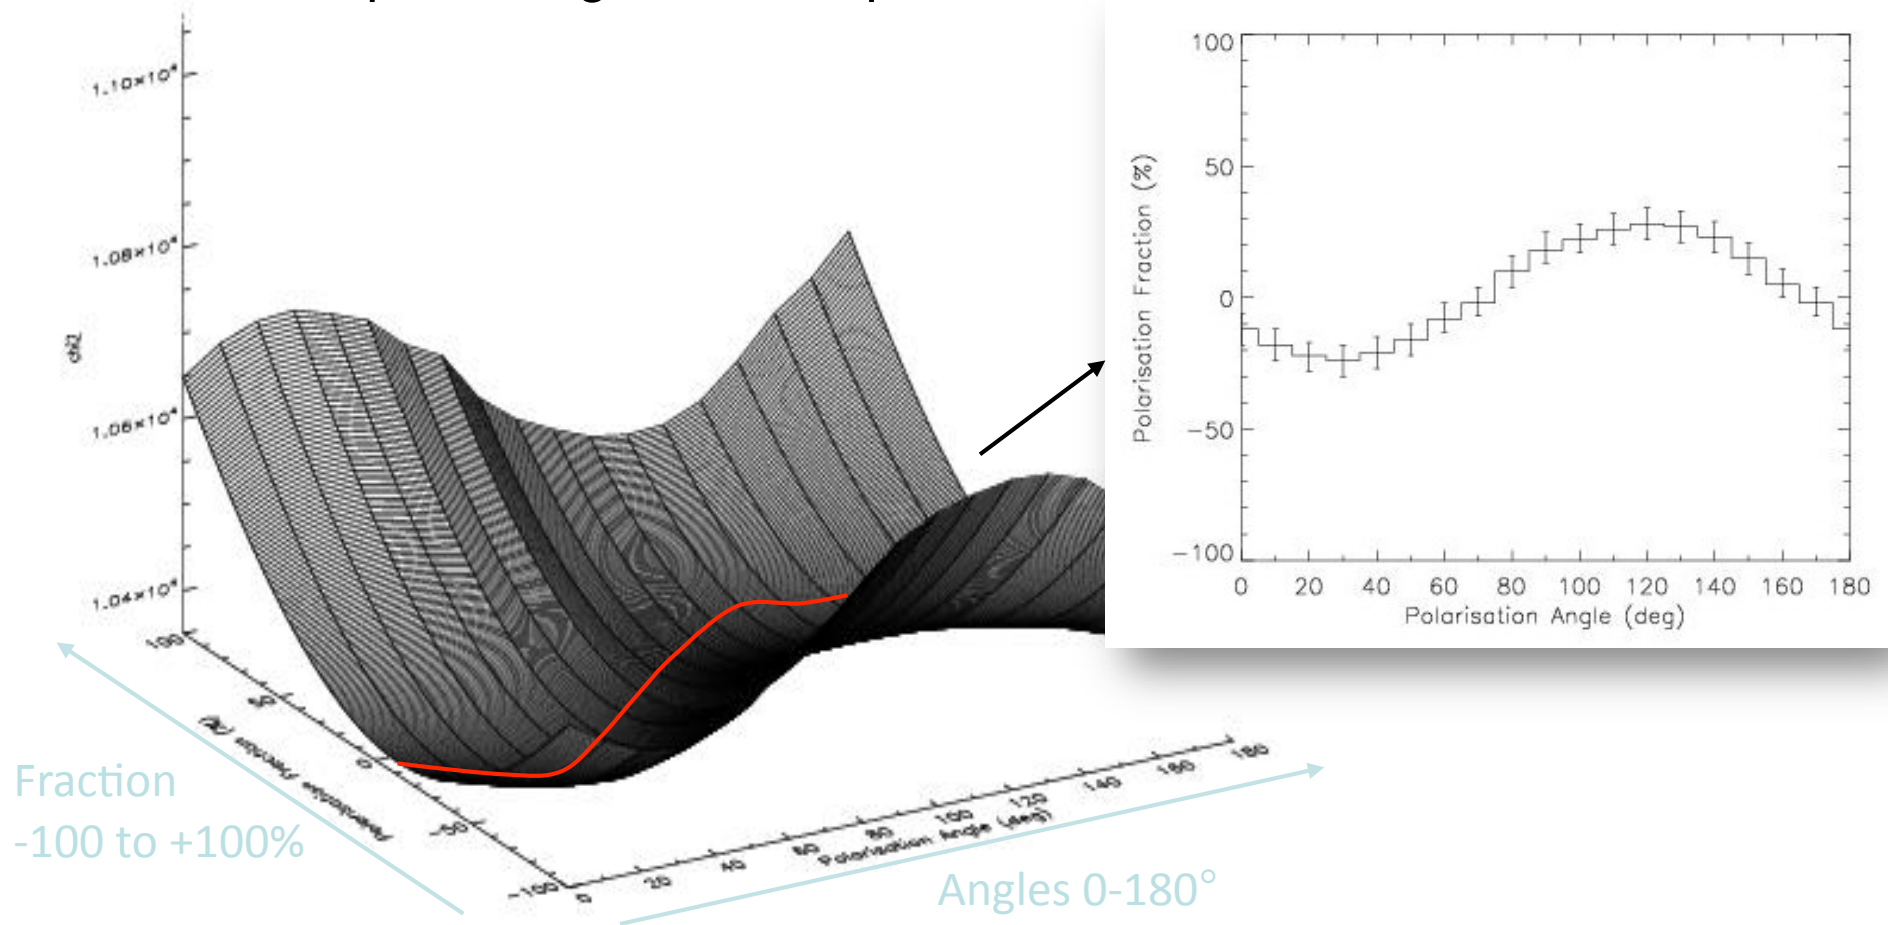 1.10×10⁴
1.08×10⁴
chi2
1.06×10⁴
1.04×10⁴
100
50
0
-50
-100
Polarisation Fraction (%)
0
20
40
60
80
100
120
140
160
180
Polarisation Angle (deg)
Fraction
-100 to +100%
Angles 0-180°
100
50
0
-50
-100
Polarisation Fraction (%)
0 20 40 60 80 100 120 140 160 180
Polarisation Angle (deg)